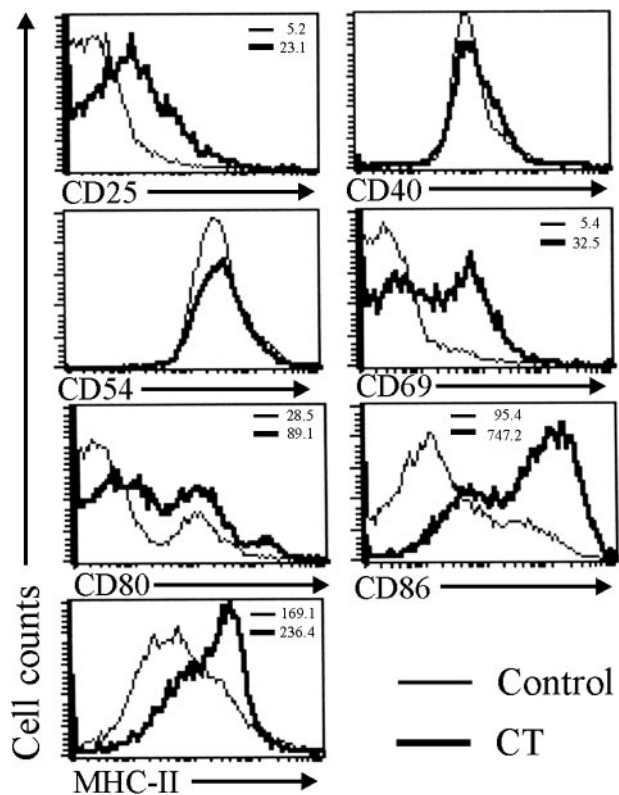 5.2
23.1
CD25
CD40
5.4
32.5
CD54
CD69
28.5
89.1
95.4
747.2
CD80
CD86
169.1
236.4
MHC-II
Cell counts
Control
CT